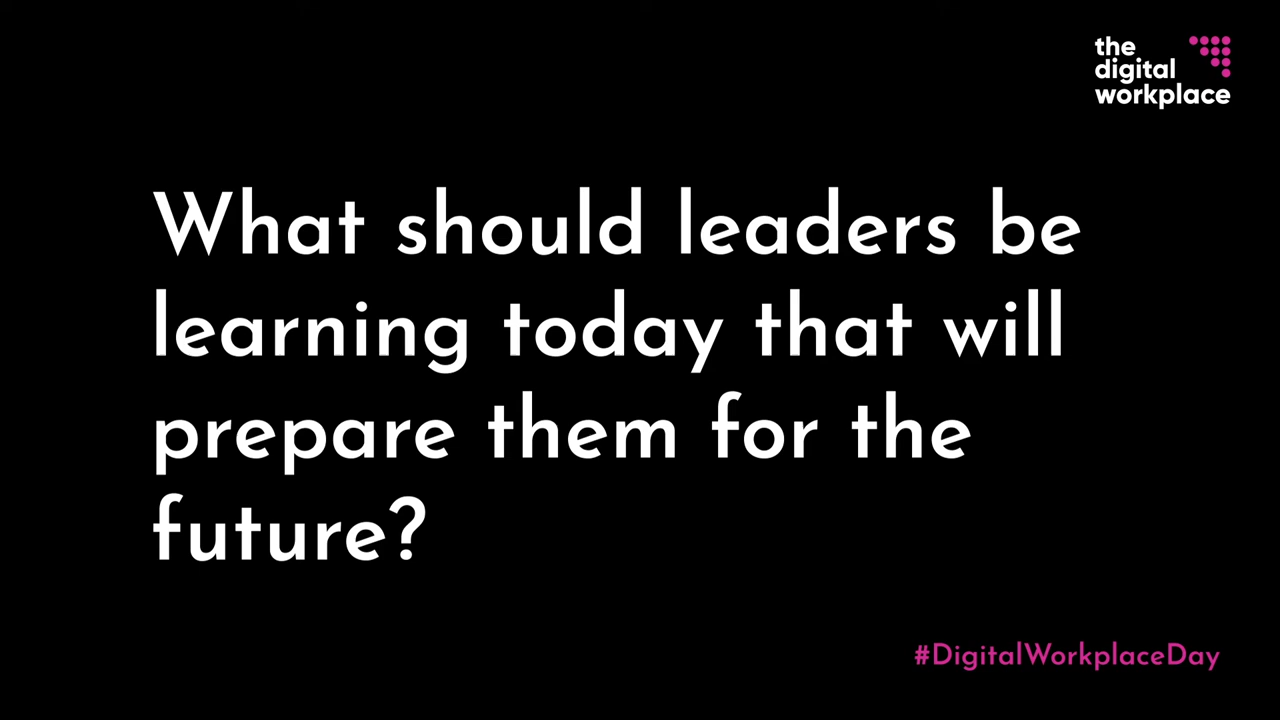 the
digital
workplace
What should leaders be
learning today that will
prepare them for the
future?
#DigitalWorkplaceDay